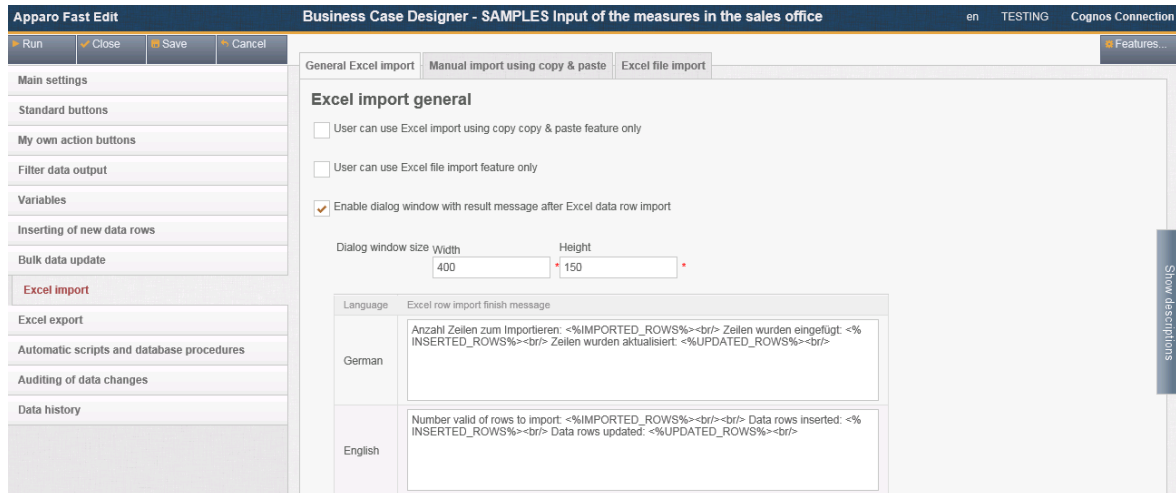 Apparo Fast Edit
Business Case Designer - SAMPLES Input of the measures in the sales office
en TESTING Cognos Connection
Run Close Save Cancel
Features...
Main settings
Standard buttons
My own action buttons
Filter data output
Variables
Inserting of new data rows
Bulk data update
Excel import
Excel export
Automatic scripts and database procedures
Auditing of data changes
Data history
General Excel import Manual import using copy & paste Excel file import
Excel import general
User can use Excel import using copy copy & paste feature only
User can use Excel file import feature only
Enable dialog window with result message after Excel data row import
Dialog window size Width Height
400 * 150 *
Language Excel row import finish message
German
Anzahl Zeilen zum Importieren: <%IMPORTED_ROWS%><br/> Zeilen wurden eingefügt: <%
INSERTED_ROWS%><br/> Zeilen wurden aktualisiert: <%UPDATED_ROWS%><br/>
English
Number valid of rows to import: <%IMPORTED_ROWS%><br/><br/> Data rows inserted: <%
INSERTED_ROWS%><br/> Data rows updated: <%UPDATED_ROWS%><br/>
Show descriptions